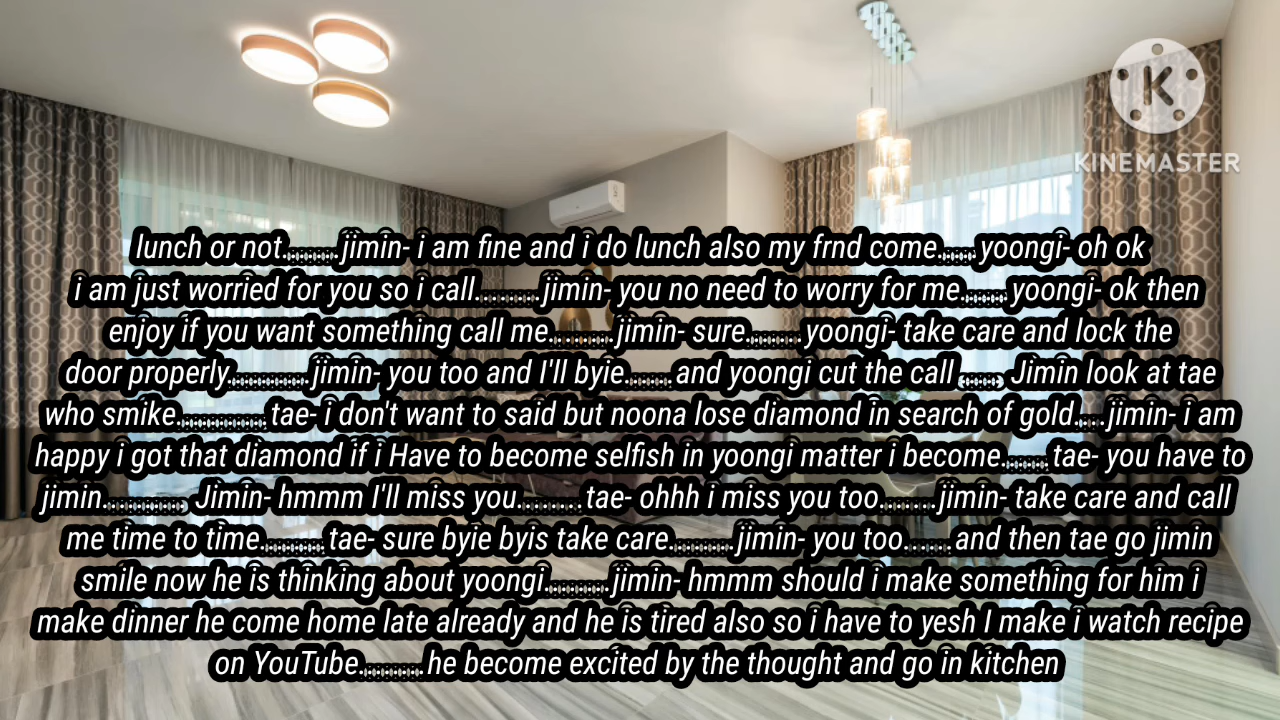 KINEMASTER
lunch or not............jimin- i am fine and i do lunch also my frnd come.........yoongi- oh ok
i am just worried for you so i call..............jimin- you no need to worry for me...........yoongi- ok then
enjoy if you want something call me..............jimin- sure............yoongi- take care and lock the
door properly...................jimin- you too and I'll byie...........and yoongi cut the call .......... Jimin look at tae
who smike....................tae- i don't want to said but noona lose diamond in search of gold......jimin- i am
happy i got that diamond if i Have to become selfish in yoongi matter i become..........tae- you have to
jimin................... Jimin- hmmm I'll miss you...............tae- ohhh i miss you too.............jimin- take care and call
me time to time..............tae- sure byie byis take care..............jimin- you too...........and then tae go jimin
smile now he is thinking about yoongi..............jimin- hmmm should i make something for him i
make dinner he come home late already and he is tired also so i have to yesh I make i watch recipe
on YouTube..............he become excited by the thought and go in kitchen